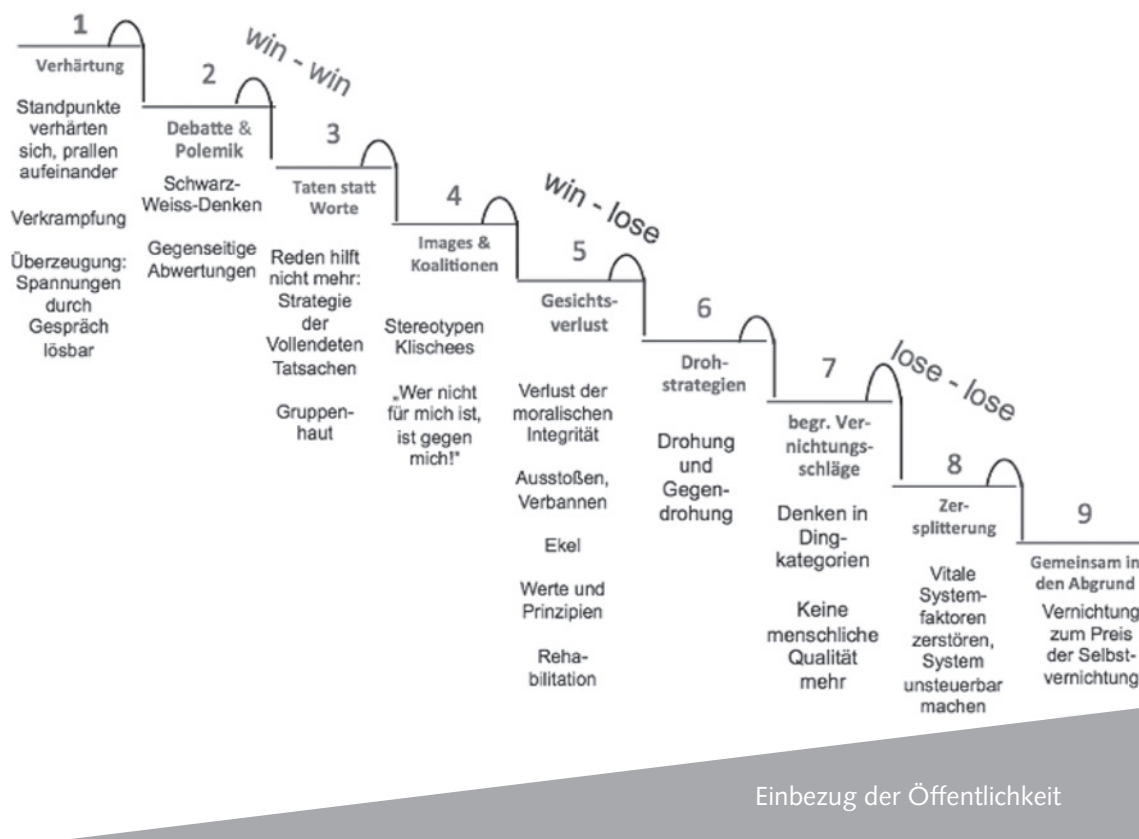 1
Verhärtung
Standpunkte
verhärten
sich, prallen
aufeinander
Verkrampfung
Überzeugung:
Spannungen
durch
Gespräch
lösbar
win - win
2
Debatte &
Polemik
Schwarz-
Weiss-Denken
Gegenseitige
Abwertungen
3
Taten statt
Worte
Reden hilft
nicht mehr:
Strategie
der
Vollendeten
Tatsachen
Gruppen-
haut
4
Images &
Koalitionen
Stereotypen
Klischees
„Wer nicht
für mich ist,
ist gegen
mich!“
win - lose
5
Gesichts-
verlust
Verlust der
moralischen
Integrität
Ausstoßen,
Verbannen
Ekel
Werte und
Prinzipien
Reha-
bilitation
6
Droh-
strategien
Drohung
und
Gegen-
drohung
7
begr. Ver-
nichtungs-
schläge
Denken in
Ding-
kategorien
Keine
menschliche
Qualität
mehr
lose - lose
8
Zer-
splitterung
Vitale
System-
faktoren
zerstören,
System
unsteuerbar
machen
9
Gemeinsam in
den Abgrund
Vernichtung
zum Preis
der Selbst-
vernichtung
Einbezug der Öffentlichkeit